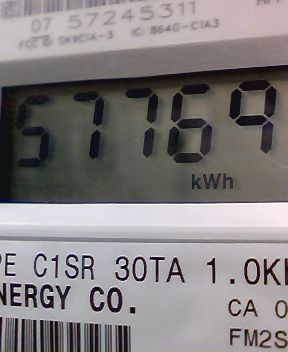 07 57245311
FCC ID: SK9C1A-3 IC: 864G-C1A3
57769
kWh
PE C1SR 30TA 1.0K
NERGY CO.
CA 0
FM2S